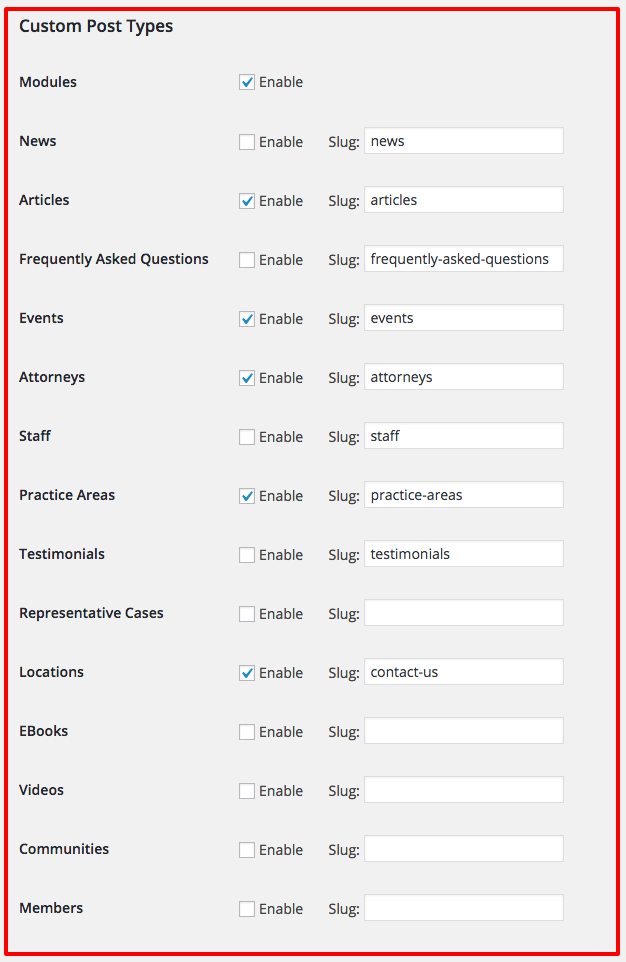 Custom Post Types
Modules Enable
News Enable Slug: news
Articles Enable Slug: articles
Frequently Asked Questions Enable Slug: frequently-asked-questions
Events Enable Slug: events
Attorneys Enable Slug: attorneys
Staff Enable Slug: staff
Practice Areas Enable Slug: practice-areas
Testimonials Enable Slug: testimonials
Representative Cases Enable Slug:
Locations Enable Slug: contact-us
EBooks Enable Slug:
Videos Enable Slug:
Communities Enable Slug:
Members Enable Slug: